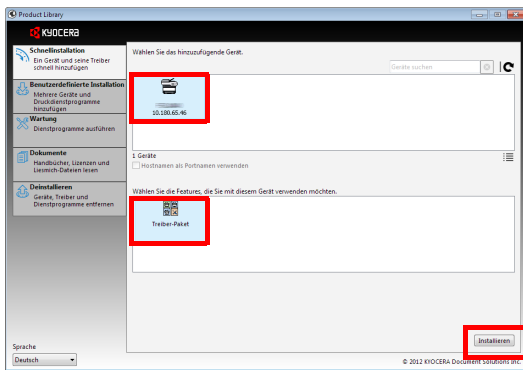 Product Library
KYOCERA
Schnellinstallation
Ein Gerät und seine Treiber
schnell hinzufügen
Benutzerdefinierte Installation
Mehrere Geräte und
Druckdienstprogramme
hinzufügen
Wartung
Dienstprogramme ausführen
Dokumente
Handbücher, Lizenzen und
Liesmich-Dateien lesen
Deinstallieren
Geräte, Treiber und
Dienstprogramme entfernen
Sprache
Deutsch
Wählen Sie das hinzuzufügende Gerät.
Geräte suchen
10.180.65.46
1 Geräte
Hostnamen als Portnamen verwenden
Wählen Sie die Features, die Sie mit diesem Gerät verwenden möchten.
Treiber-Paket
Installieren
© 2012 KYOCERA Document Solutions Inc.